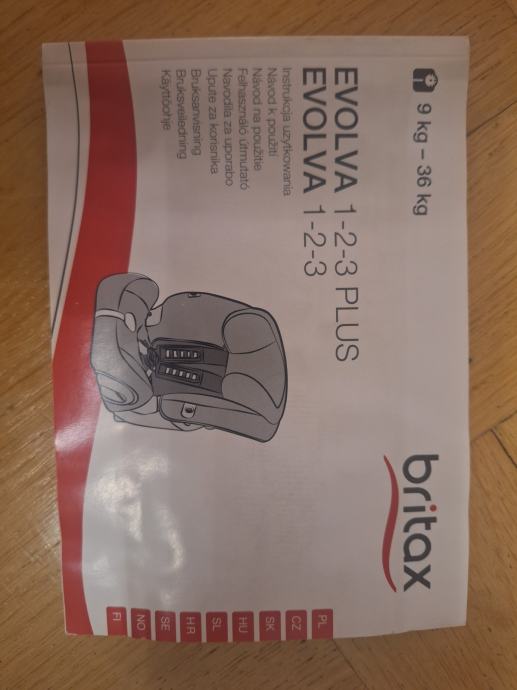 9 kg – 36 kg
britax
EVOLVA 1-2-3 PLUS
EVOLVA 1-2-3
Instrukcja użytkowania
Návod k použití
Návod na použitie
Felhasználó útmutató
Navodila za uporabo
Upute za korisnika
Bruksanvisning
Bruksveiledning
Käyttöohje
PL
CZ
SK
HU
SL
HR
SE
NO
FI